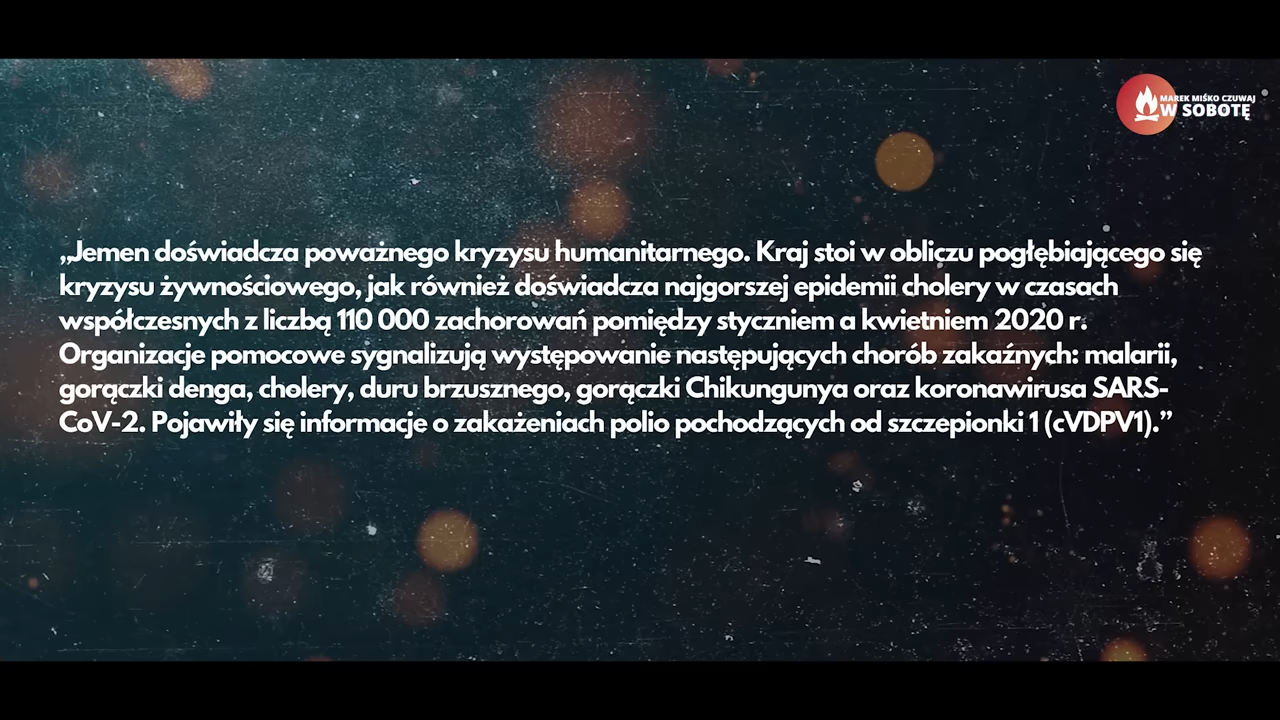 MAREK MIŚKO CZUWAJ
W SOBOTĘ
„Jemen doświadcza poważnego kryzysu humanitarnego. Kraj stoi w obliczu pogłębiającego się
kryzysu żywnościowego, jak również doświadcza najgorszej epidemii cholery w czasach
współczesnych z liczbą 110 000 zachorowań pomiędzy styczniem a kwietniem 2020 r.
Organizacje pomocowe sygnalizują występowanie następujących chorób zakaźnych: malarii,
gorączki denga, cholery, duru brzusznego, gorączki Chikungunya oraz koronawirusa SARS-
CoV-2. Pojawiły się informacje o zakażeniach polio pochodzących od szczepionki 1 (cVDPV1).”